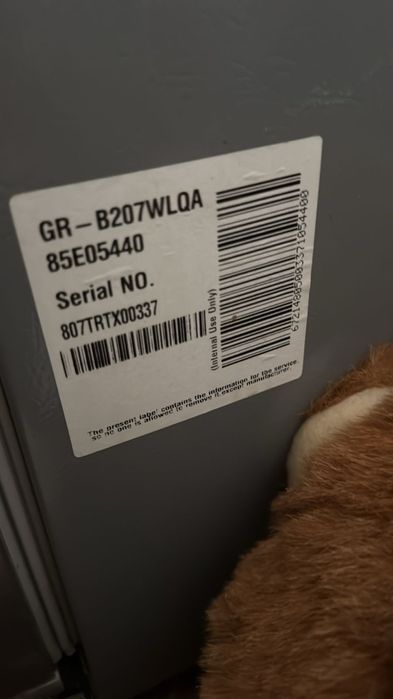 GR-B207WLQA
85E05440
Serial NO.
807TRTX00337
(Internal Use Only)
The present label contains the information for the service.
so no one is allowed to remove it except manufacturer.